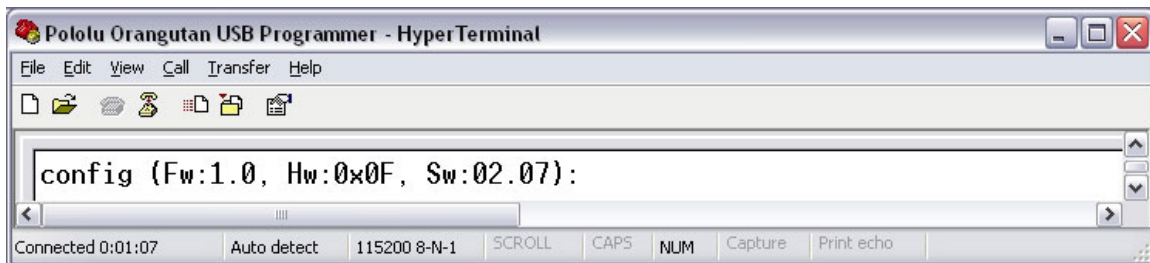 Pololu Orangutan USB Programmer - HyperTerminal
File Edit View Call Transfer Help
config (Fw:1.0, Hw:0x0F, Sw:02.07):
Connected 0:01:07 Auto detect 115200 8-N-1 SCROLL CAPS NUM Capture Print echo